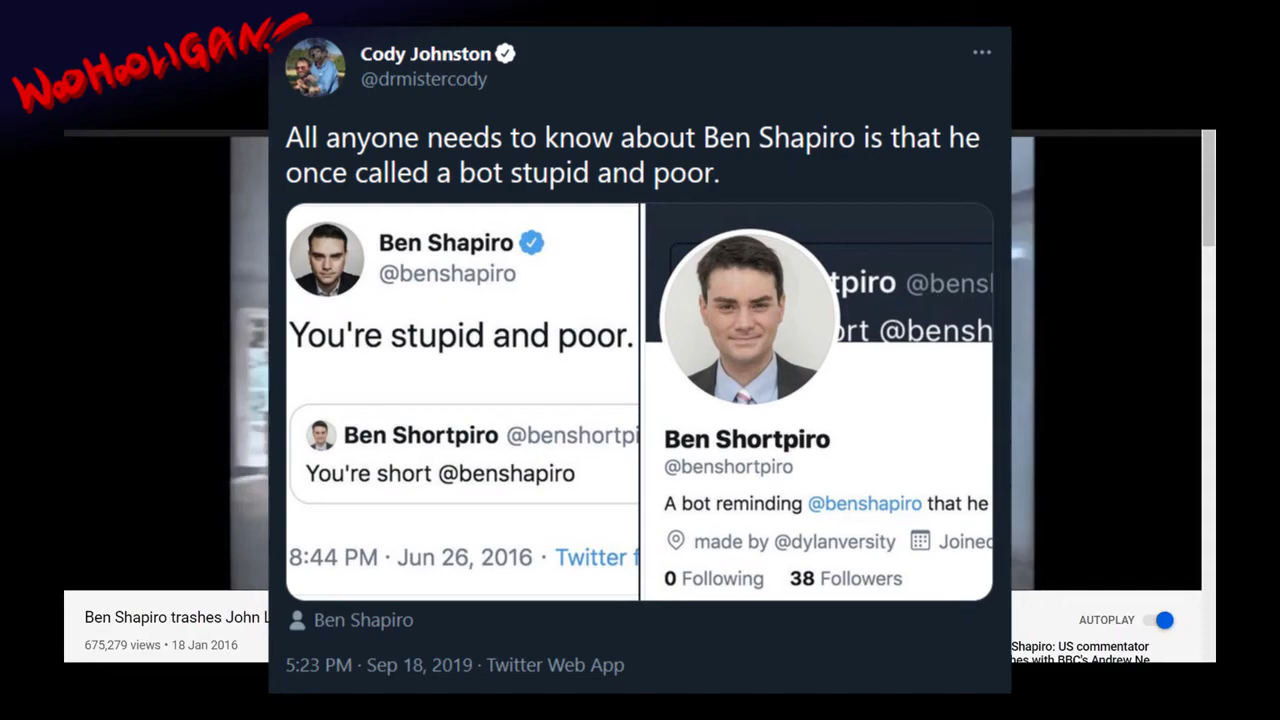 WOOHOOLIGAN
Cody Johnston
@drmistercody
All anyone needs to know about Ben Shapiro is that he
once called a bot stupid and poor.
Ben Shapiro
@benshapiro
You're stupid and poor.
Ben Shortpiro @benshortpi
You're short @benshapiro
8:44 PM · Jun 26, 2016 · Twitter f
tpiro @bensl
ort @bensh
Ben Shortpiro
@benshortpiro
A bot reminding @benshapiro that he
made by @dylanversity Joined
0 Following 38 Followers
Ben Shapiro
5:23 PM · Sep 18, 2019 · Twitter Web App
Ben Shapiro trashes John L
675,279 views • 18 Jan 2016
AUTOPLAY
Shapiro: US commentator
hes with BBC's Andrew Ne